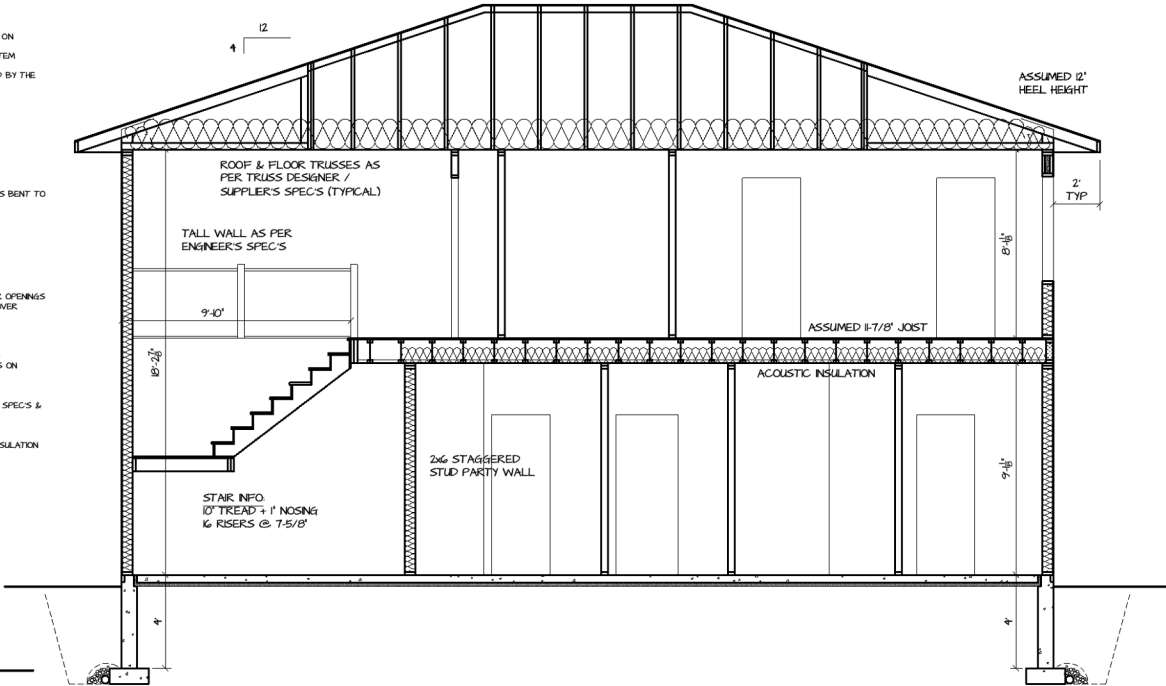 ON
TEM
D BY THE
S BENT TO
R OPENINGS
OVER
S ON
SPEC'S &
NSULATION
12
4
ASSUMED 12"
HEEL HEIGHT
ROOF & FLOOR TRUSSES AS
PER TRUSS DESIGNER /
SUPPLIER'S SPEC'S (TYPICAL)
2'
TYP
TALL WALL AS PER
ENGINEER'S SPEC'S
8'-1 1/8"
9'-10"
ASSUMED 11-7/8" JOIST
18'-2 7/8"
ACOUSTIC INSULATION
2x6 STAGGERED
STUD PARTY WALL
9'-1 1/8"
STAIR INFO:
10" TREAD + 1" NOSING
16 RISERS @ 7-5/8"
4'
4'